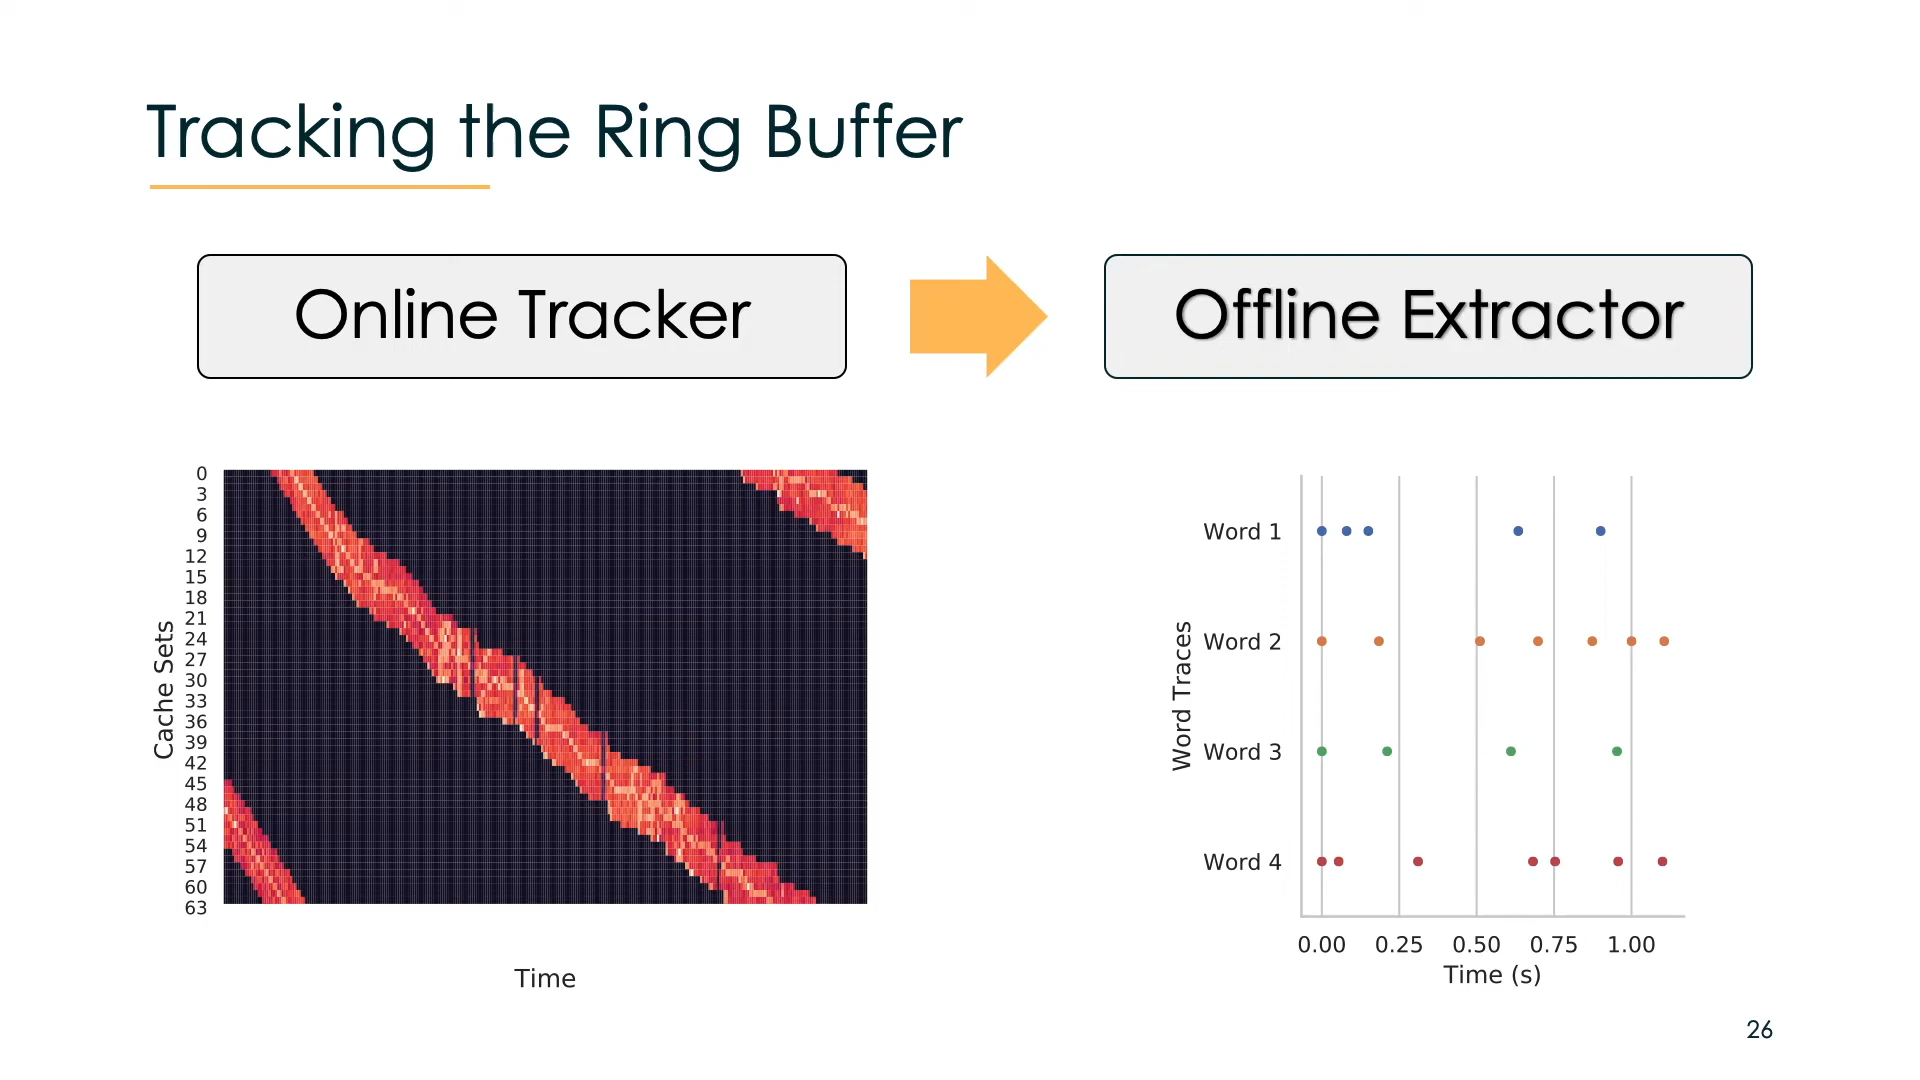 Tracking the Ring Buffer
Online Tracker
Offline Extractor
Cache Sets
0
3
6
9
12
15
18
21
24
27
30
33
36
39
42
45
48
51
54
57
60
63
Time
Word Traces
Word 1
Word 2
Word 3
Word 4
0.00 0.25 0.50 0.75 1.00
Time (s)
26